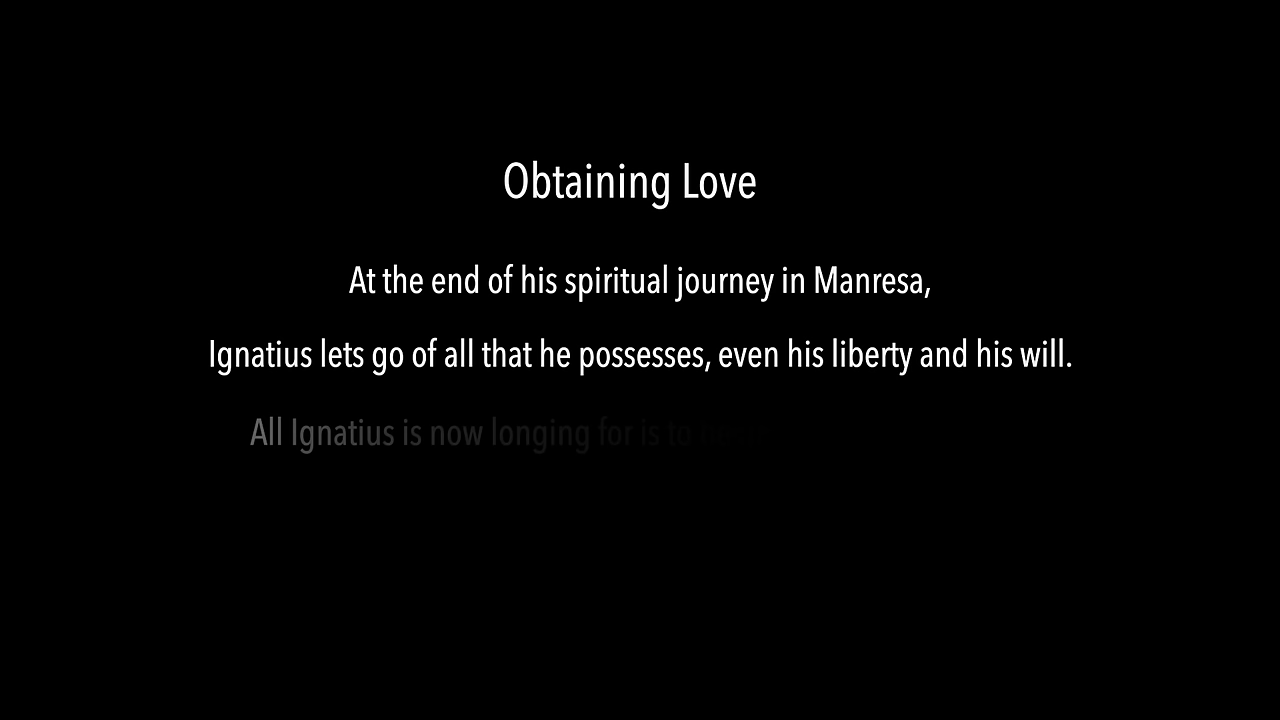 Obtaining Love
At the end of his spiritual journey in Manresa,
Ignatius lets go of all that he possesses, even his liberty and his will.
All Ignatius is now longing for is to